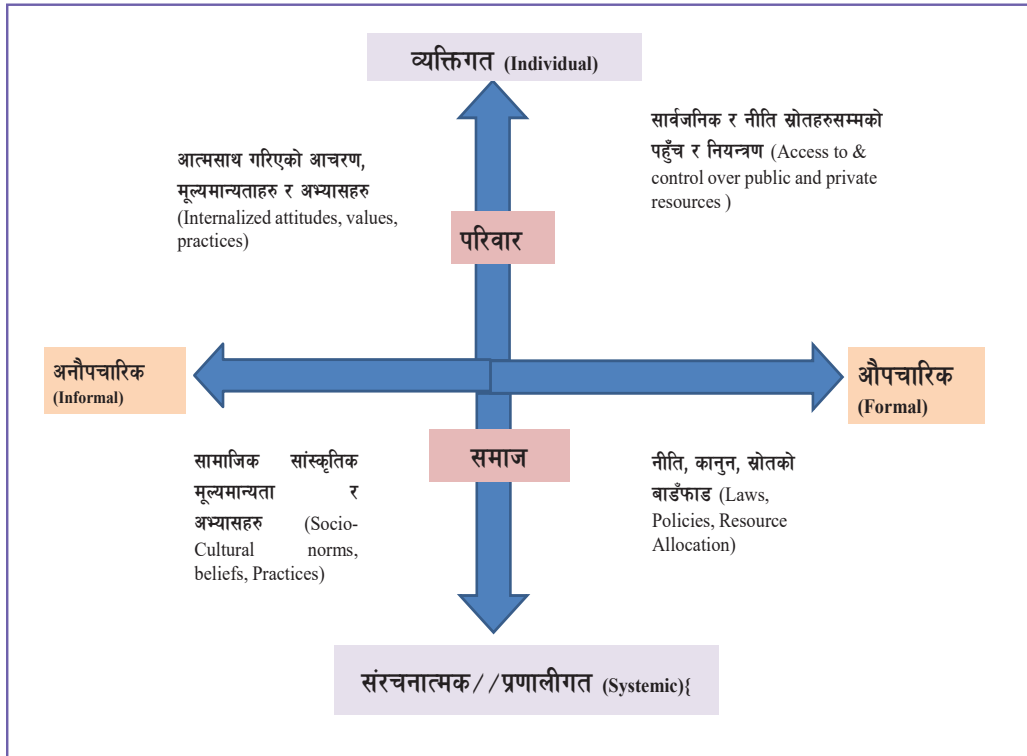 व्यक्तिगत (Individual)
सार्वजनिक र नीति स्रोतहरुसम्मको
पहुँच र नियन्त्रण (Access to &
control over public and private
resources )
आत्मसाथ गरिएको आचरण,
मूल्यमान्यताहरु र अभ्यासहरु
(Internalized attitudes, values,
practices)
परिवार
अनौपचारिक
(Informal)
औपचारिक
(Formal)
समाज
सामाजिक सांस्कृतिक
मूल्यमान्यता र
अभ्यासहरु (Socio-
Cultural norms,
beliefs, Practices)
नीति, कानुन, स्रोतको
बाडँफाड (Laws,
Policies, Resource
Allocation)
संरचनात्मक//प्रणालीगत (Systemic){